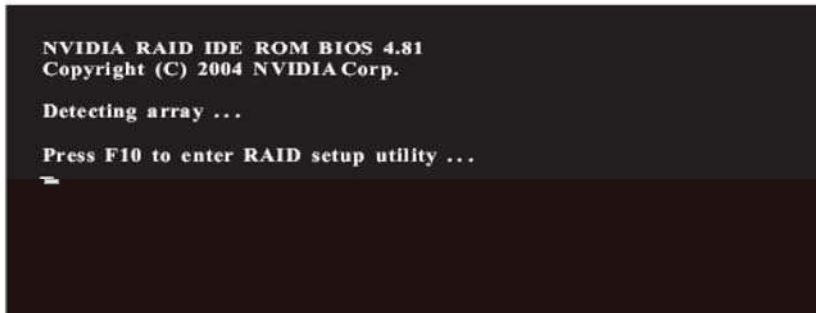 NVIDIA RAID IDE ROM BIOS 4.81
Copyright (C) 2004 NVIDIA Corp.
Detecting array ...
Press F10 to enter RAID setup utility ...